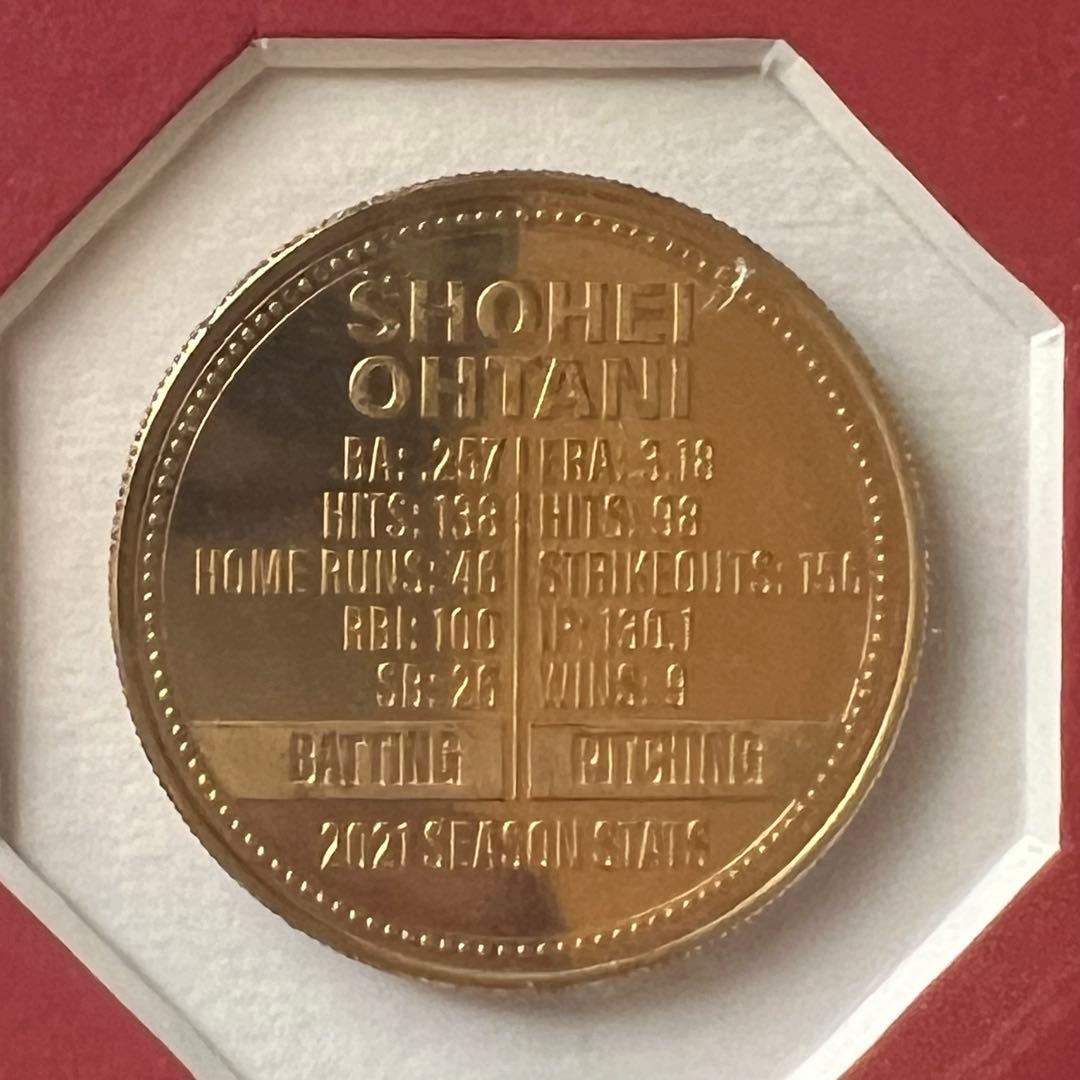 SHOHEI
OHTANI
BA: .257 | ERA: 3.18
HITS: 138 | HITS: 98
HOME RUNS: 46 | STRIKEOUTS: 156
RBI: 100 | IP: 130.1
SB: 26 | WINS: 9
BATTING PITCHING
2021 SEASON STATS